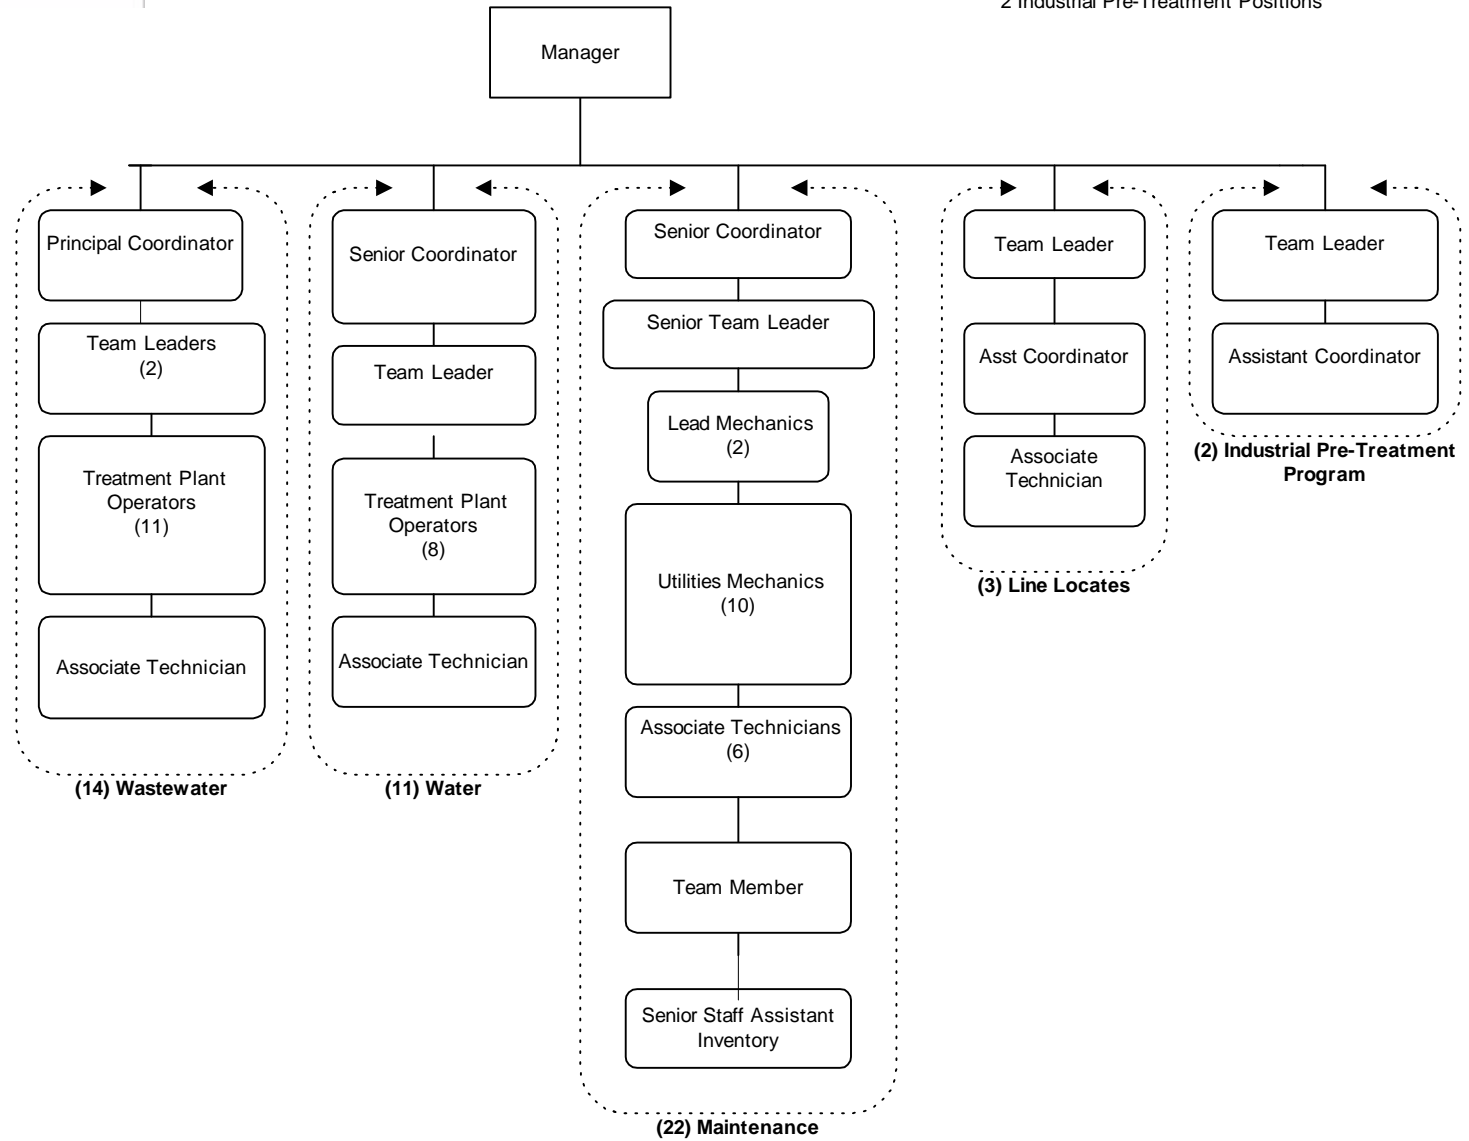 2 Industrial Pre-Treatment Positions
Manager
Principal Coordinator
Team Leaders
(2)
Treatment Plant
Operators
(11)
Associate Technician
(14) Wastewater
Senior Coordinator
Team Leader
Treatment Plant
Operators
(8)
Associate Technician
(11) Water
Senior Coordinator
Senior Team Leader
Lead Mechanics
(2)
Utilities Mechanics
(10)
Associate Technicians
(6)
Team Member
Senior Staff Assistant
Inventory
(22) Maintenance
Team Leader
Asst Coordinator
Associate
Technician
(3) Line Locates
Team Leader
Assistant Coordinator
(2) Industrial Pre-Treatment
Program